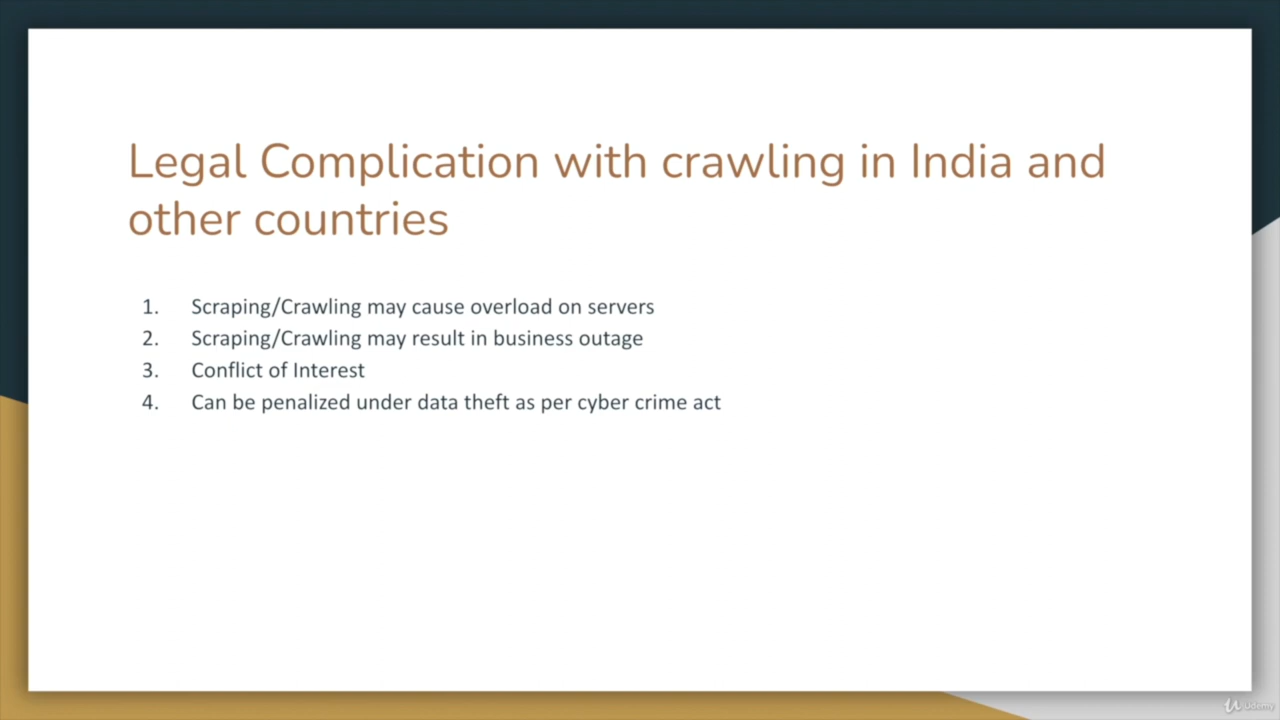 Legal Complication with crawling in India and
other countries
1. Scraping/Crawling may cause overload on servers
2. Scraping/Crawling may result in business outage
3. Conflict of Interest
4. Can be penalized under data theft as per cyber crime act
Udemy